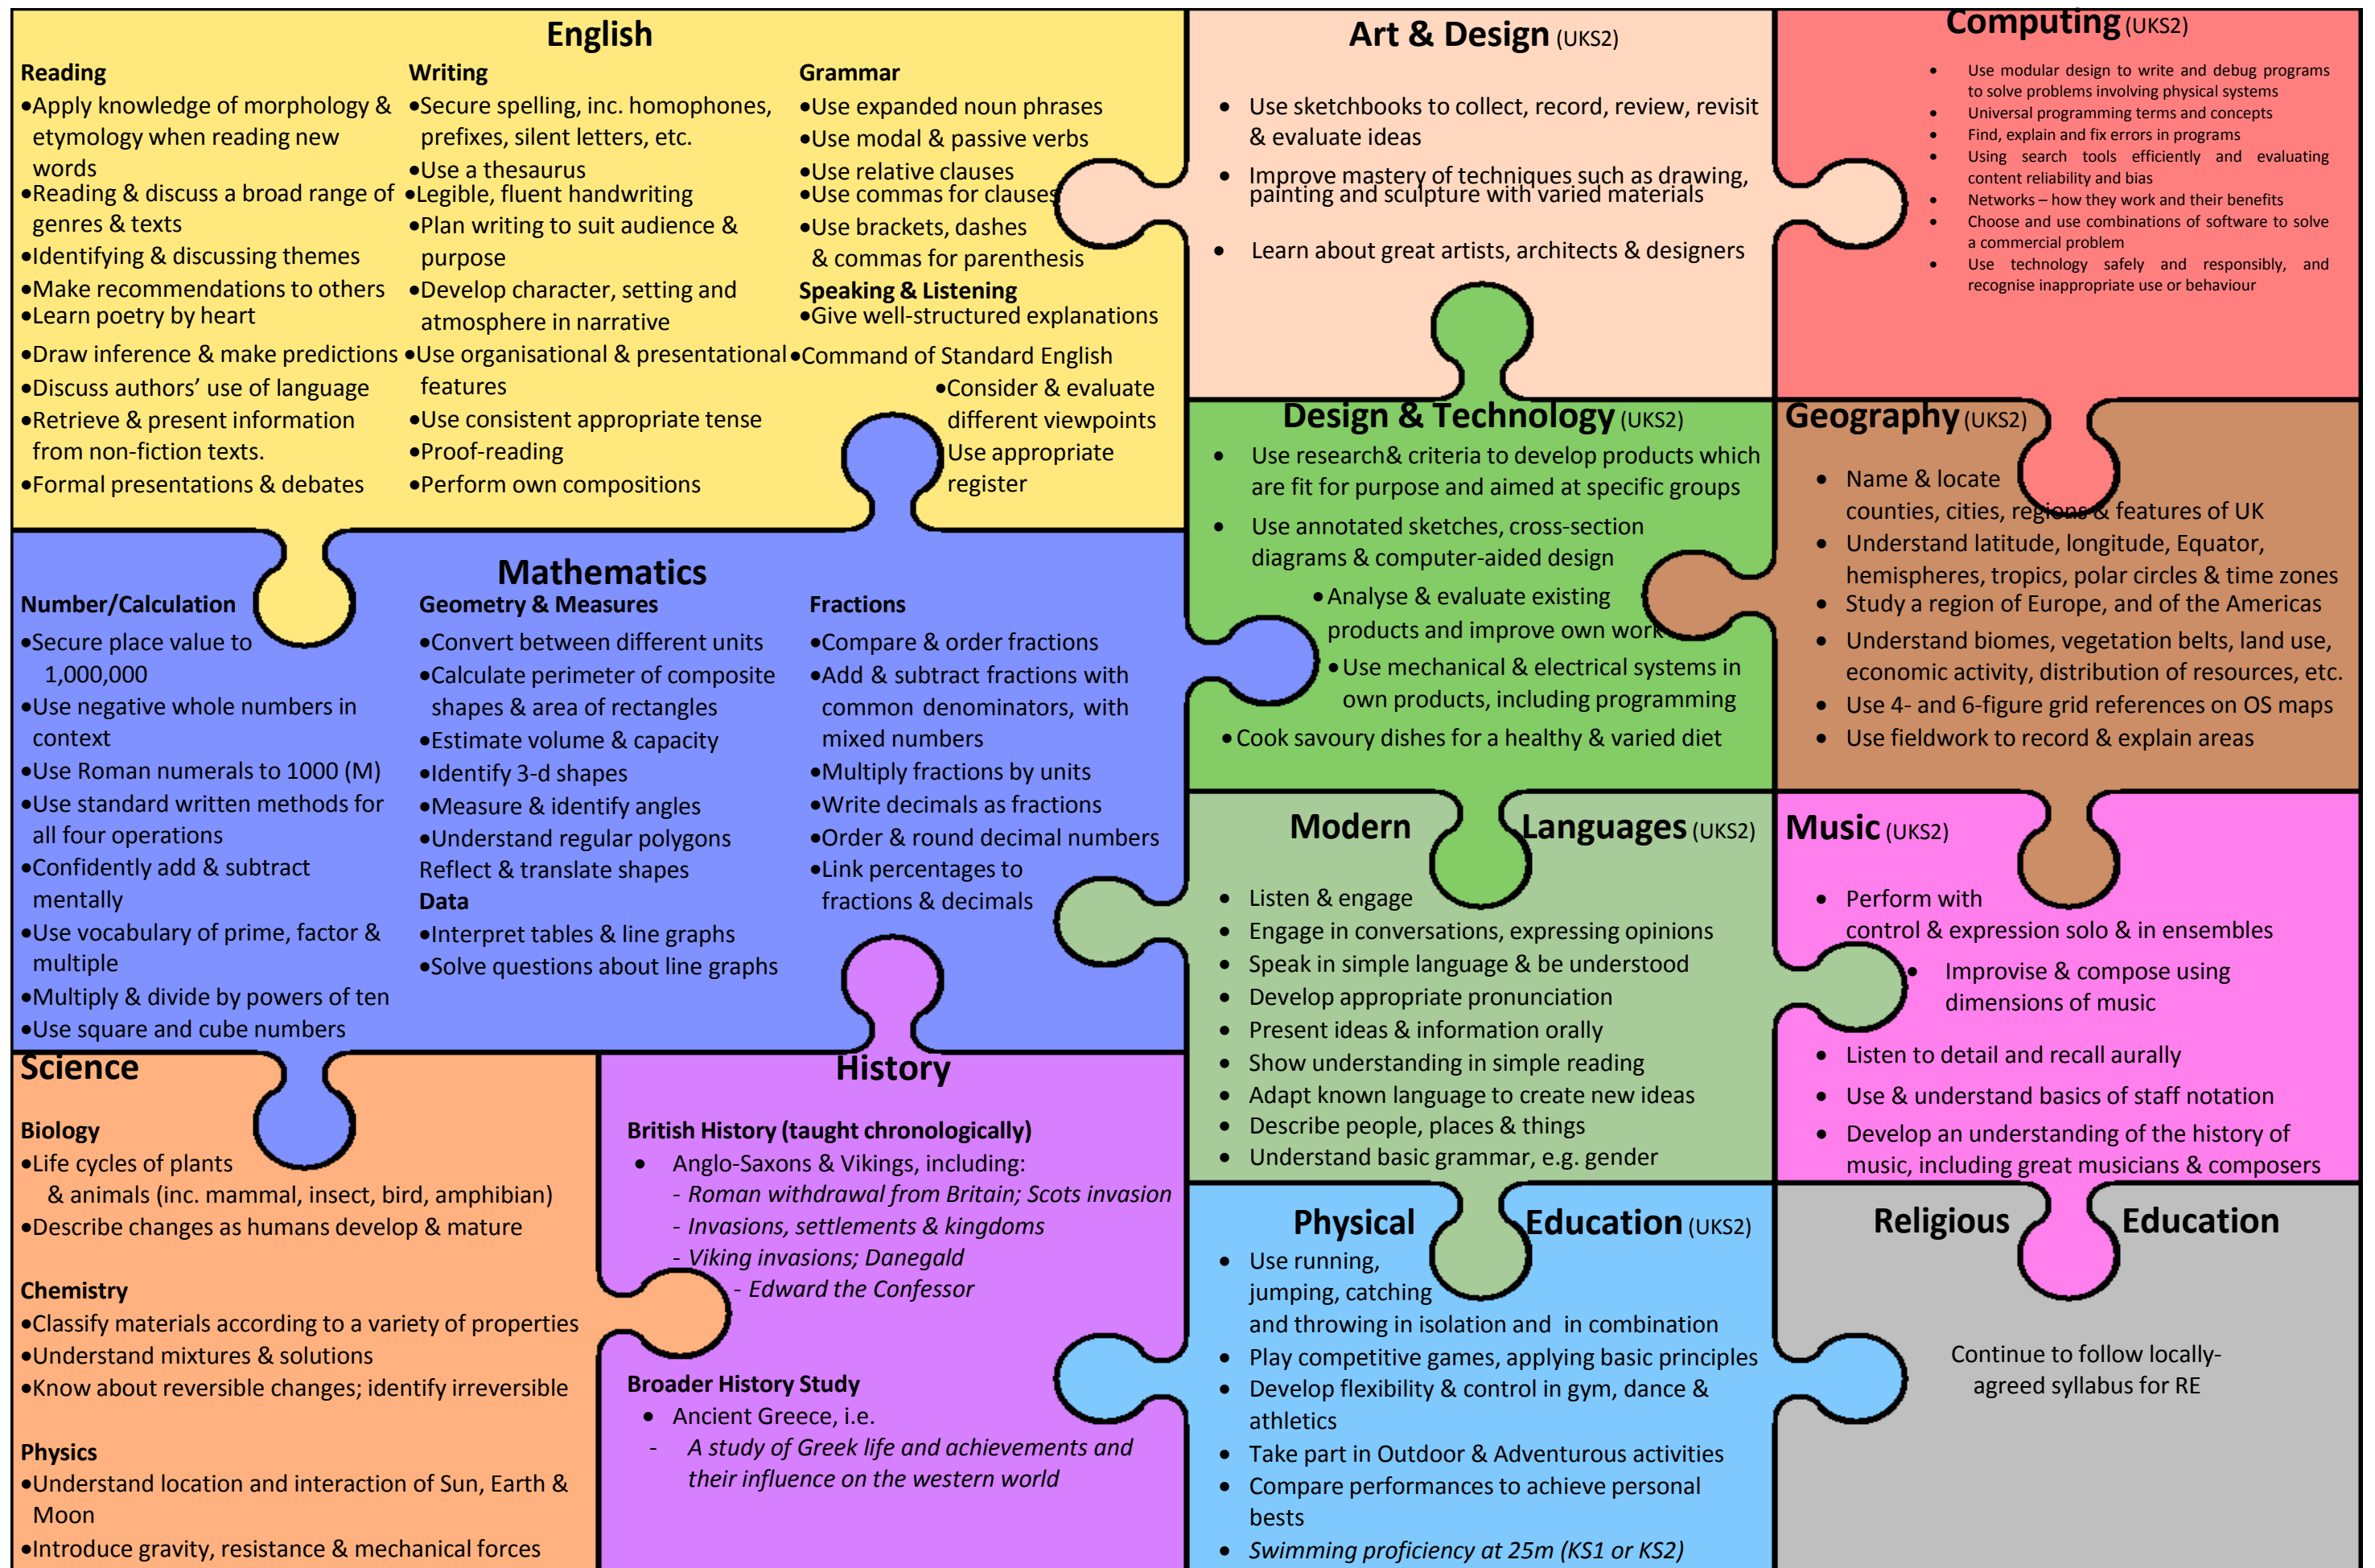 English
Reading
•Apply knowledge of morphology &
etymology when reading new
words
•Reading & discuss a broad range of
genres & texts
•Identifying & discussing themes
•Make recommendations to others
•Learn poetry by heart
•Draw inference & make predictions
•Discuss authors’ use of language
•Retrieve & present information
from non-fiction texts.
•Formal presentations & debates
Writing
•Secure spelling, inc. homophones,
prefixes, silent letters, etc.
•Use a thesaurus
•Legible, fluent handwriting
•Plan writing to suit audience &
purpose
•Develop character, setting and
atmosphere in narrative
•Use organisational & presentational
features
•Use consistent appropriate tense
•Proof-reading
•Perform own compositions
Grammar
•Use expanded noun phrases
•Use modal & passive verbs
•Use relative clauses
•Use commas for clauses
•Use brackets, dashes
& commas for parenthesis
Speaking & Listening
•Give well-structured explanations
•Command of Standard English
•Consider & evaluate
different viewpoints
Use appropriate
register
Art & Design (UKS2)
• Use sketchbooks to collect, record, review, revisit
& evaluate ideas
• Improve mastery of techniques such as drawing,
painting and sculpture with varied materials
• Learn about great artists, architects & designers
Computing (UKS2)
• Use modular design to write and debug programs
to solve problems involving physical systems
• Universal programming terms and concepts
• Find, explain and fix errors in programs
• Using search tools efficiently and evaluating
content reliability and bias
• Networks – how they work and their benefits
• Choose and use combinations of software to solve
a commercial problem
• Use technology safely and responsibly, and
recognise inappropriate use or behaviour
Design & Technology (UKS2)
• Use research& criteria to develop products which
are fit for purpose and aimed at specific groups
• Use annotated sketches, cross-section
diagrams & computer-aided design
• Analyse & evaluate existing
products and improve own work
• Use mechanical & electrical systems in
own products, including programming
• Cook savoury dishes for a healthy & varied diet
Geography (UKS2)
• Name & locate
counties, cities, regions & features of UK
• Understand latitude, longitude, Equator,
hemispheres, tropics, polar circles & time zones
• Study a region of Europe, and of the Americas
• Understand biomes, vegetation belts, land use,
economic activity, distribution of resources, etc.
• Use 4- and 6-figure grid references on OS maps
• Use fieldwork to record & explain areas
Mathematics
Number/Calculation
•Secure place value to
1,000,000
•Use negative whole numbers in
context
•Use Roman numerals to 1000 (M)
•Use standard written methods for
all four operations
•Confidently add & subtract
mentally
•Use vocabulary of prime, factor &
multiple
•Multiply & divide by powers of ten
•Use square and cube numbers
Geometry & Measures
•Convert between different units
•Calculate perimeter of composite
shapes & area of rectangles
•Estimate volume & capacity
•Identify 3-d shapes
•Measure & identify angles
•Understand regular polygons
Reflect & translate shapes
Data
•Interpret tables & line graphs
•Solve questions about line graphs
Fractions
•Compare & order fractions
•Add & subtract fractions with
common denominators, with
mixed numbers
•Multiply fractions by units
•Write decimals as fractions
•Order & round decimal numbers
•Link percentages to
fractions & decimals
Modern Languages (UKS2)
• Listen & engage
• Engage in conversations, expressing opinions
• Speak in simple language & be understood
• Develop appropriate pronunciation
• Present ideas & information orally
• Show understanding in simple reading
• Adapt known language to create new ideas
• Describe people, places & things
• Understand basic grammar, e.g. gender
Music (UKS2)
• Perform with
control & expression solo & in ensembles
• Improvise & compose using
dimensions of music
• Listen to detail and recall aurally
• Use & understand basics of staff notation
• Develop an understanding of the history of
music, including great musicians & composers
Science
Biology
•Life cycles of plants
& animals (inc. mammal, insect, bird, amphibian)
•Describe changes as humans develop & mature
Chemistry
•Classify materials according to a variety of properties
•Understand mixtures & solutions
•Know about reversible changes; identify irreversible
Physics
•Understand location and interaction of Sun, Earth &
Moon
•Introduce gravity, resistance & mechanical forces
History
British History (taught chronologically)
• Anglo-Saxons & Vikings, including:
- Roman withdrawal from Britain; Scots invasion
- Invasions, settlements & kingdoms
- Viking invasions; Danegald
- Edward the Confessor
Broader History Study
• Ancient Greece, i.e.
- A study of Greek life and achievements and
their influence on the western world
Physical Education (UKS2)
• Use running,
jumping, catching
and throwing in isolation and in combination
• Play competitive games, applying basic principles
• Develop flexibility & control in gym, dance &
athletics
• Take part in Outdoor & Adventurous activities
• Compare performances to achieve personal
bests
• Swimming proficiency at 25m (KS1 or KS2)
Religious Education
Continue to follow locally-
agreed syllabus for RE